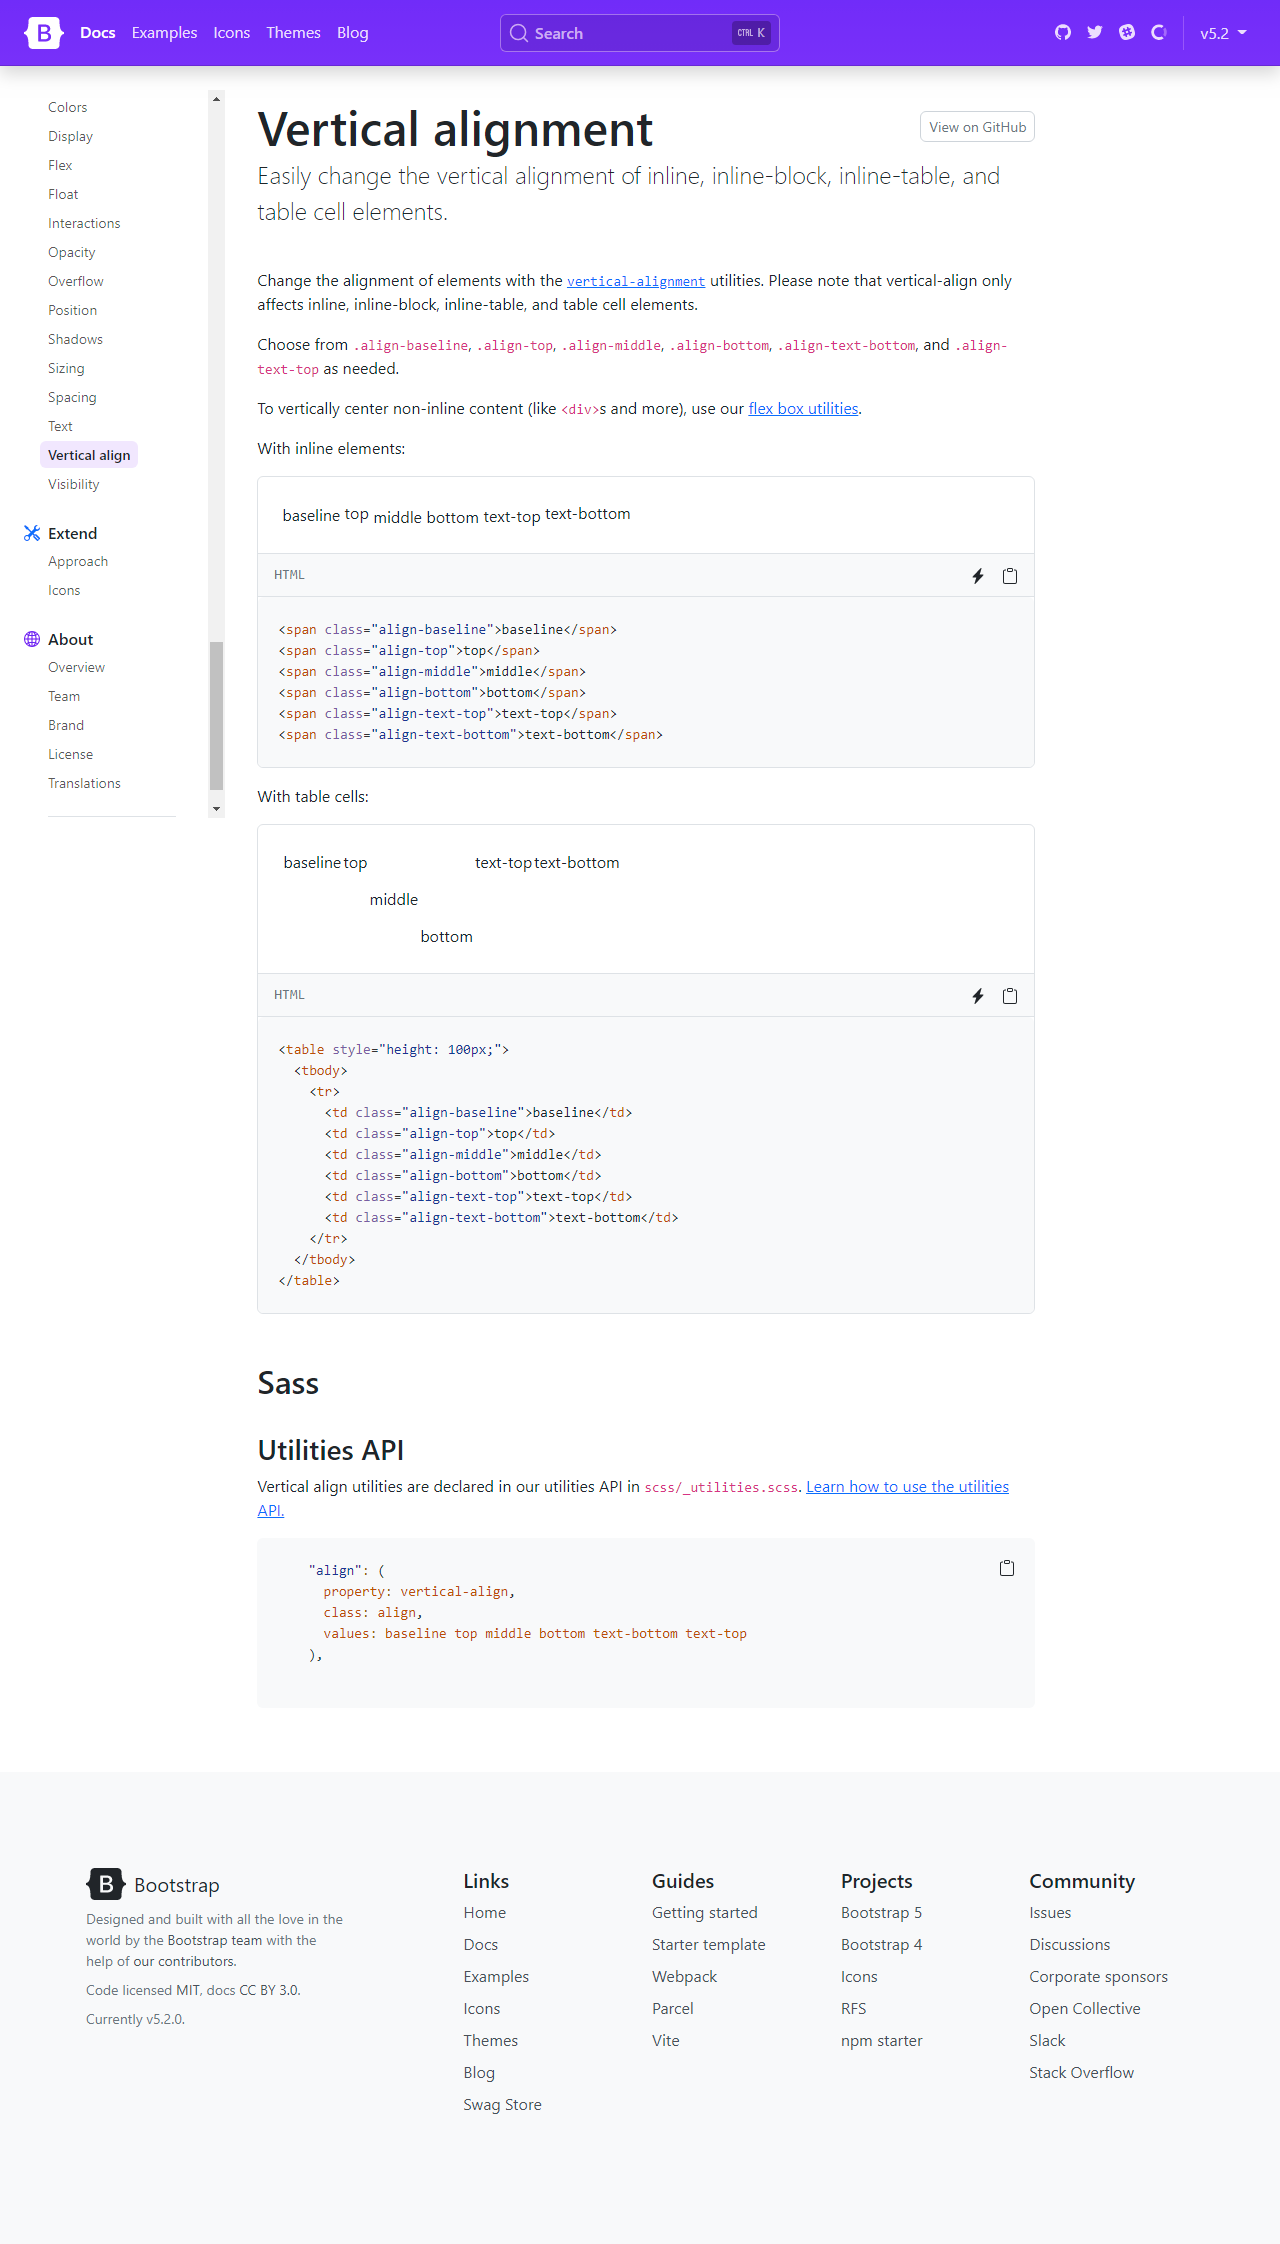 B Docs Examples Icons Themes Blog Search CTRL K v5.2
Colors
Display
Flex
Float
Interactions
Opacity
Overflow
Position
Shadows
Sizing
Spacing
Text
Vertical align
Visibility
Extend
Approach
Icons
About
Overview
Team
Brand
License
Translations
Vertical alignment
View on GitHub
Easily change the vertical alignment of inline, inline-block, inline-table, and
table cell elements.
Change the alignment of elements with the vertical-alignment utilities. Please note that vertical-align only
affects inline, inline-block, inline-table, and table cell elements.
Choose from .align-baseline, .align-top, .align-middle, .align-bottom, .align-text-bottom, and .align-
text-top as needed.
To vertically center non-inline content (like <div>s and more), use our flex box utilities.
With inline elements:
baseline top middle bottom text-top text-bottom
HTML
<span class="align-baseline">baseline</span>
<span class="align-top">top</span>
<span class="align-middle">middle</span>
<span class="align-bottom">bottom</span>
<span class="align-text-top">text-top</span>
<span class="align-text-bottom">text-bottom</span>
With table cells:
baseline top text-top text-bottom
middle
bottom
HTML
<table style="height: 100px;">
  <tbody>
    <tr>
      <td class="align-baseline">baseline</td>
      <td class="align-top">top</td>
      <td class="align-middle">middle</td>
      <td class="align-bottom">bottom</td>
      <td class="align-text-top">text-top</td>
      <td class="align-text-bottom">text-bottom</td>
    </tr>
  </tbody>
</table>
Sass
Utilities API
Vertical align utilities are declared in our utilities API in scss/_utilities.scss. Learn how to use the utilities
API.
"align": (
  property: vertical-align,
  class: align,
  values: baseline top middle bottom text-bottom text-top
),
B Bootstrap
Designed and built with all the love in the
world by the Bootstrap team with the
help of our contributors.
Code licensed MIT, docs CC BY 3.0.
Currently v5.2.0.
Links
Home
Docs
Examples
Icons
Themes
Blog
Swag Store
Guides
Getting started
Starter template
Webpack
Parcel
Vite
Projects
Bootstrap 5
Bootstrap 4
Icons
RFS
npm starter
Community
Issues
Discussions
Corporate sponsors
Open Collective
Slack
Stack Overflow